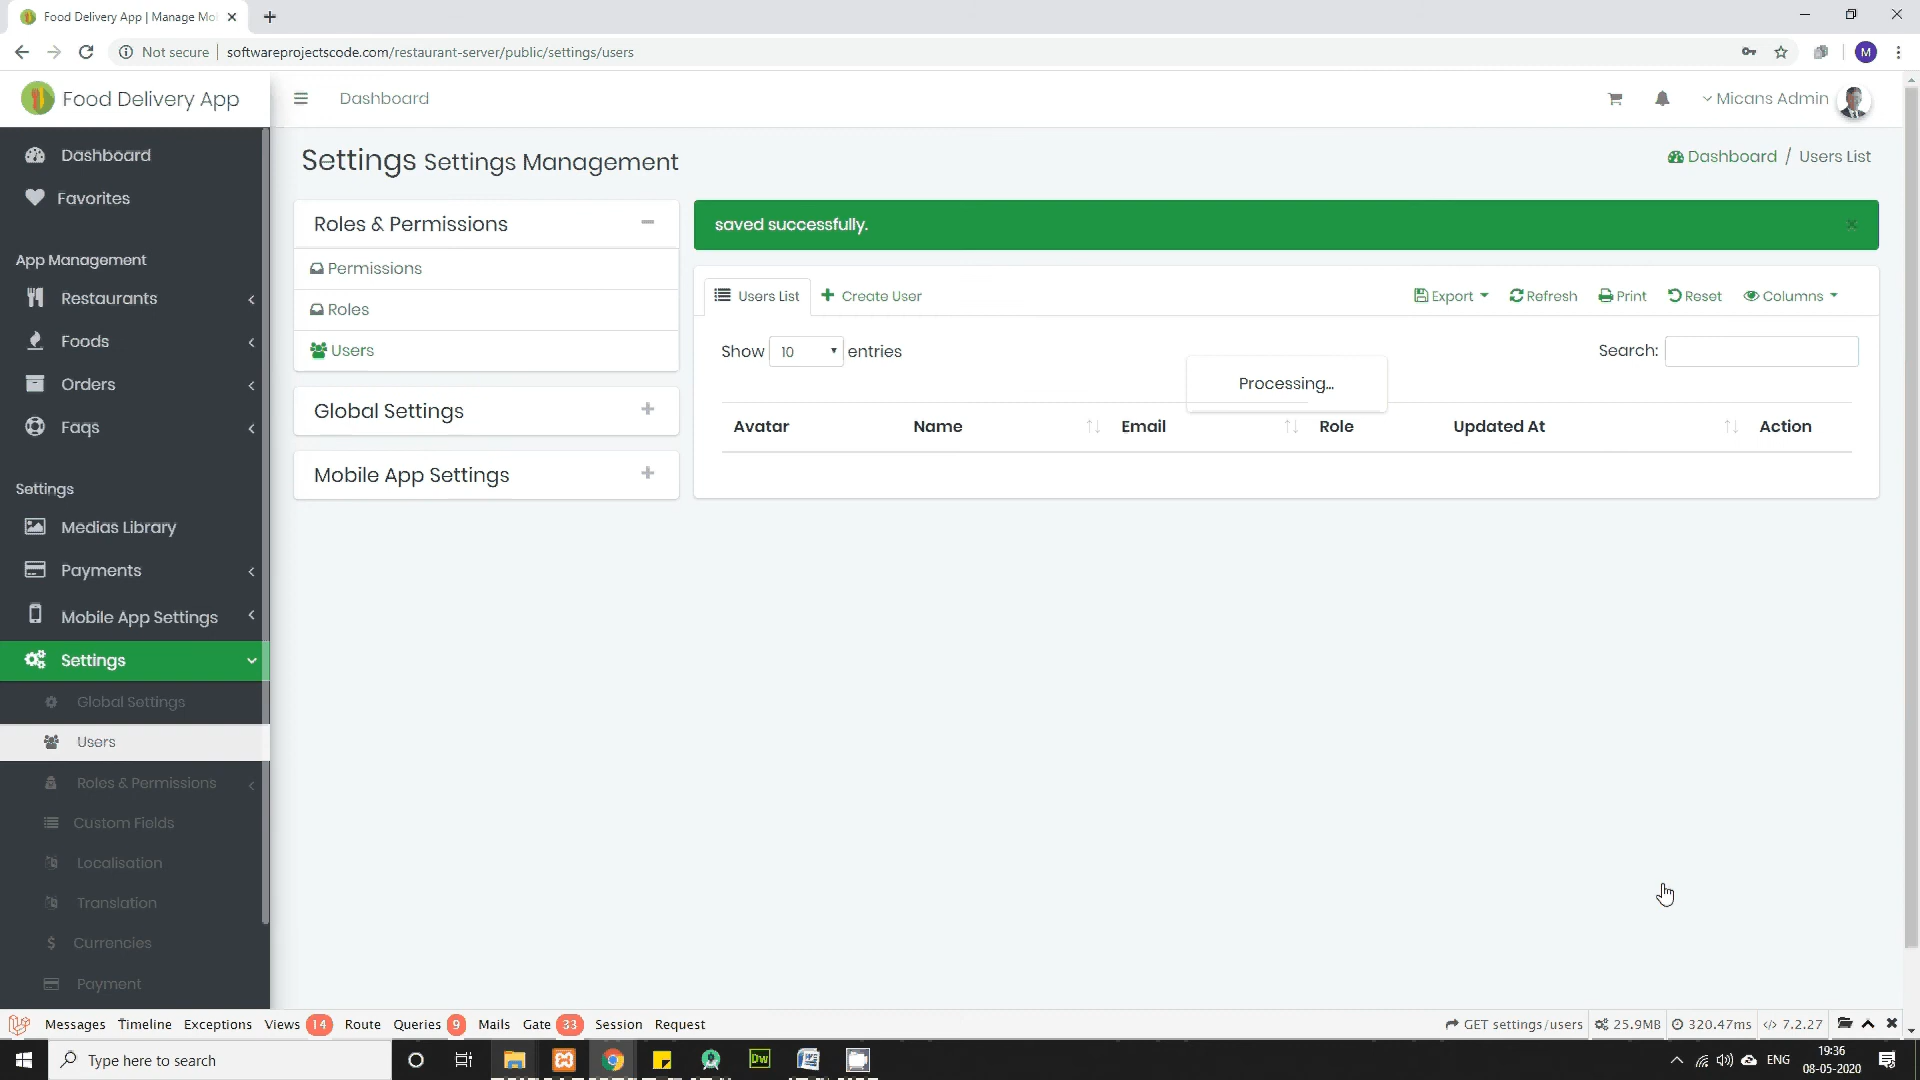 Food Delivery App | Manage Mo
Not secure
softwareprojectscode.com/restaurant-server/public/settings/users
M
Food Delivery App
Dashboard
Micans Admin
Dashboard
Favorites
App Management
Restaurants
Foods
Orders
Faqs
Settings
Medias Library
Payments
Mobile App Settings
Settings
Global Settings
Users
Roles & Permissions
Custom Fields
Localisation
Translation
Currencies
Payment
Settings Settings Management
Dashboard / Users List
Roles & Permissions
Permissions
Roles
Users
Global Settings
Mobile App Settings
saved successfully.
Users List
Create User
Export
Refresh
Print
Reset
Columns
Show 10 entries
Search:
Processing...
Avatar Name Email Role Updated At Action
Messages Timeline Exceptions Views 14 Route Queries 9 Mails Gate 33 Session Request
GET settings/users 25.9MB 320.47ms 7.2.27
Type here to search
Dw
ENG
19:36
08-05-2020